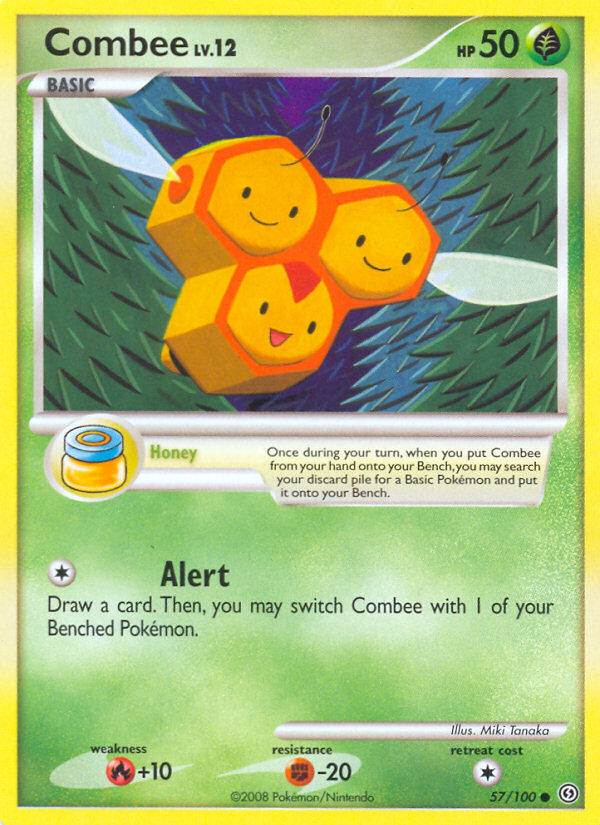 Combee LV.12 HP 50
BASIC
Honey
Once during your turn, when you put Combee
from your hand onto your Bench, you may search
your discard pile for a Basic Pokémon and put
it onto your Bench.
Alert
Draw a card. Then, you may switch Combee with 1 of your
Benched Pokémon.
Illus. Miki Tanaka
weakness resistance retreat cost
+10 -20
©2008 Pokémon/Nintendo 57/100